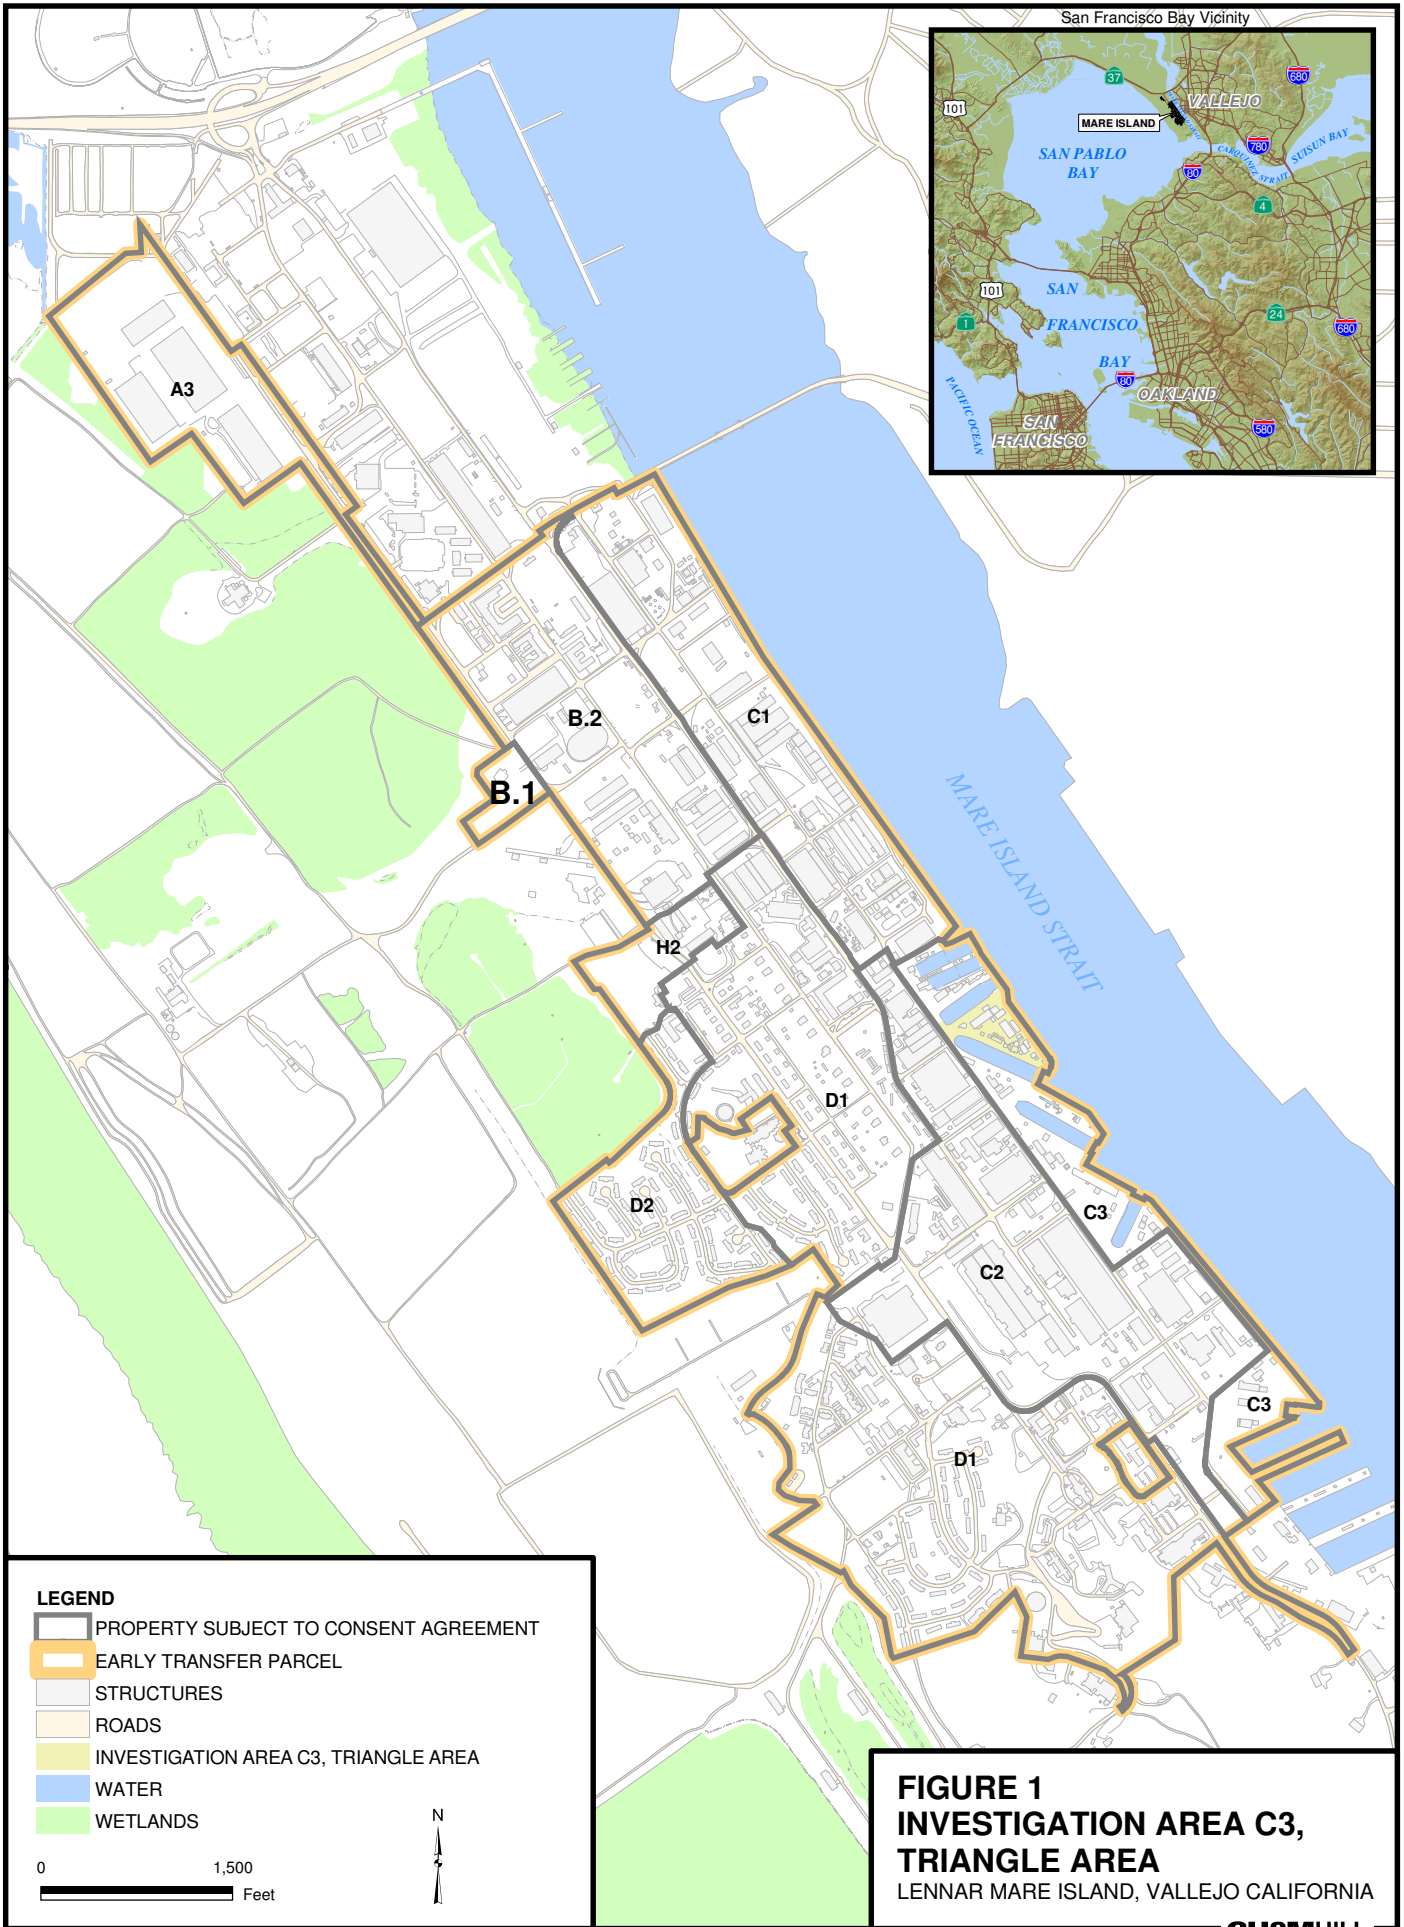 San Francisco Bay Vicinity
37
680
101
VALLEJO
MARE ISLAND
SAN PABLO
BAY
780
SUISUN BAY
CARQUINEZ STRAIT
80
4
101
SAN
FRANCISCO
BAY
1
24
680
80
OAKLAND
PACIFIC OCEAN
SAN
FRANCISCO
580
A3
B.2
C1
B.1
MARE ISLAND STRAIT
H2
D1
D2
C3
C2
C3
D1
LEGEND
PROPERTY SUBJECT TO CONSENT AGREEMENT
EARLY TRANSFER PARCEL
STRUCTURES
ROADS
INVESTIGATION AREA C3, TRIANGLE AREA
WATER
WETLANDS
N
0 1,500
Feet
FIGURE 1
INVESTIGATION AREA C3,
TRIANGLE AREA
LENNAR MARE ISLAND, VALLEJO CALIFORNIA
CH2MHILL